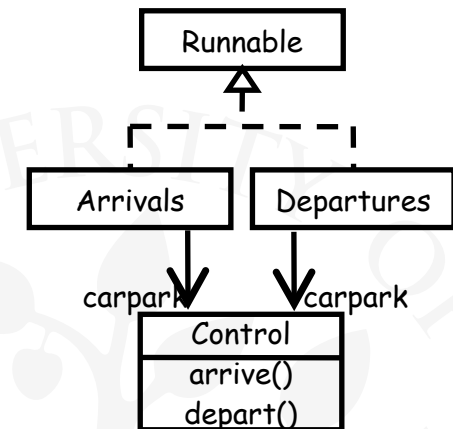 Runnable
Arrivals
Departures
carpark
carpark
Control
arrive()
depart()